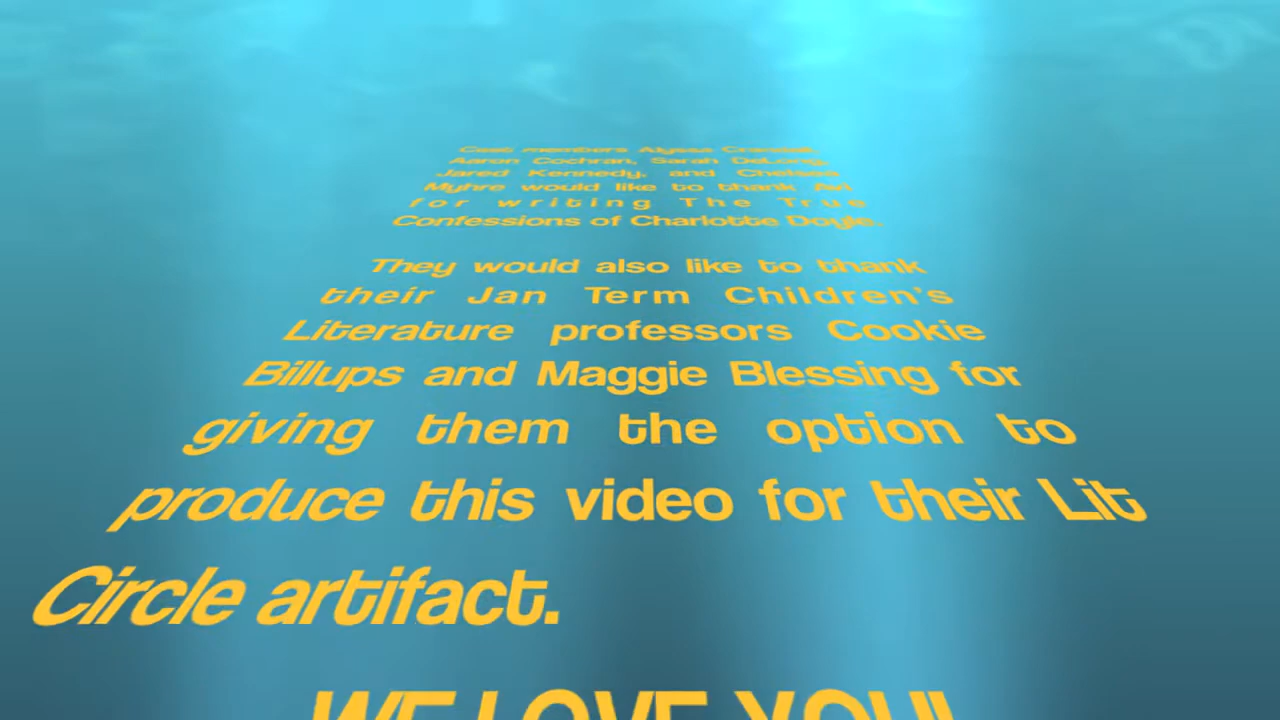 Cast members Alyssa
Aaron Cochran, Sarah DeLong,
Jared Kennedy, and Chelsea
Myhre would like to thank Avi
for writing The True
Confessions of Charlotte Doyle.
They would also like to thank
their Jan Term Children's
Literature professors Cookie
Billups and Maggie Blessing for
giving them the option to
produce this video for their Lit
Circle artifact.
WE LOVE YOU!